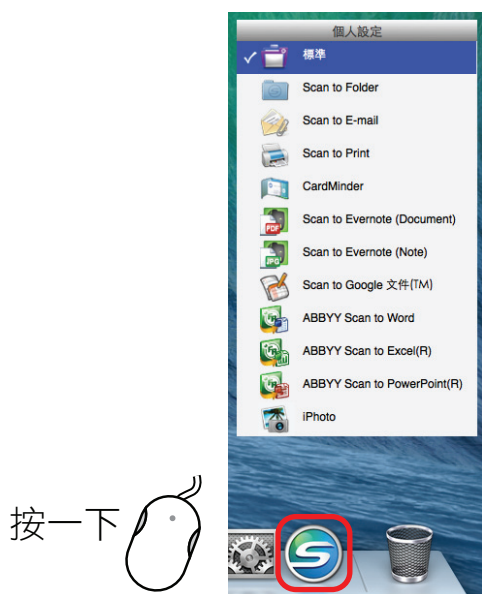 個人設定
標準
Scan to Folder
Scan to E-mail
Scan to Print
CardMinder
Scan to Evernote (Document)
PDF
Scan to Evernote (Note)
JPG
Scan to Google 文件(TM)
ABBYY Scan to Word
ABBYY Scan to Excel(R)
ABBYY Scan to PowerPoint(R)
iPhoto
按一下
S